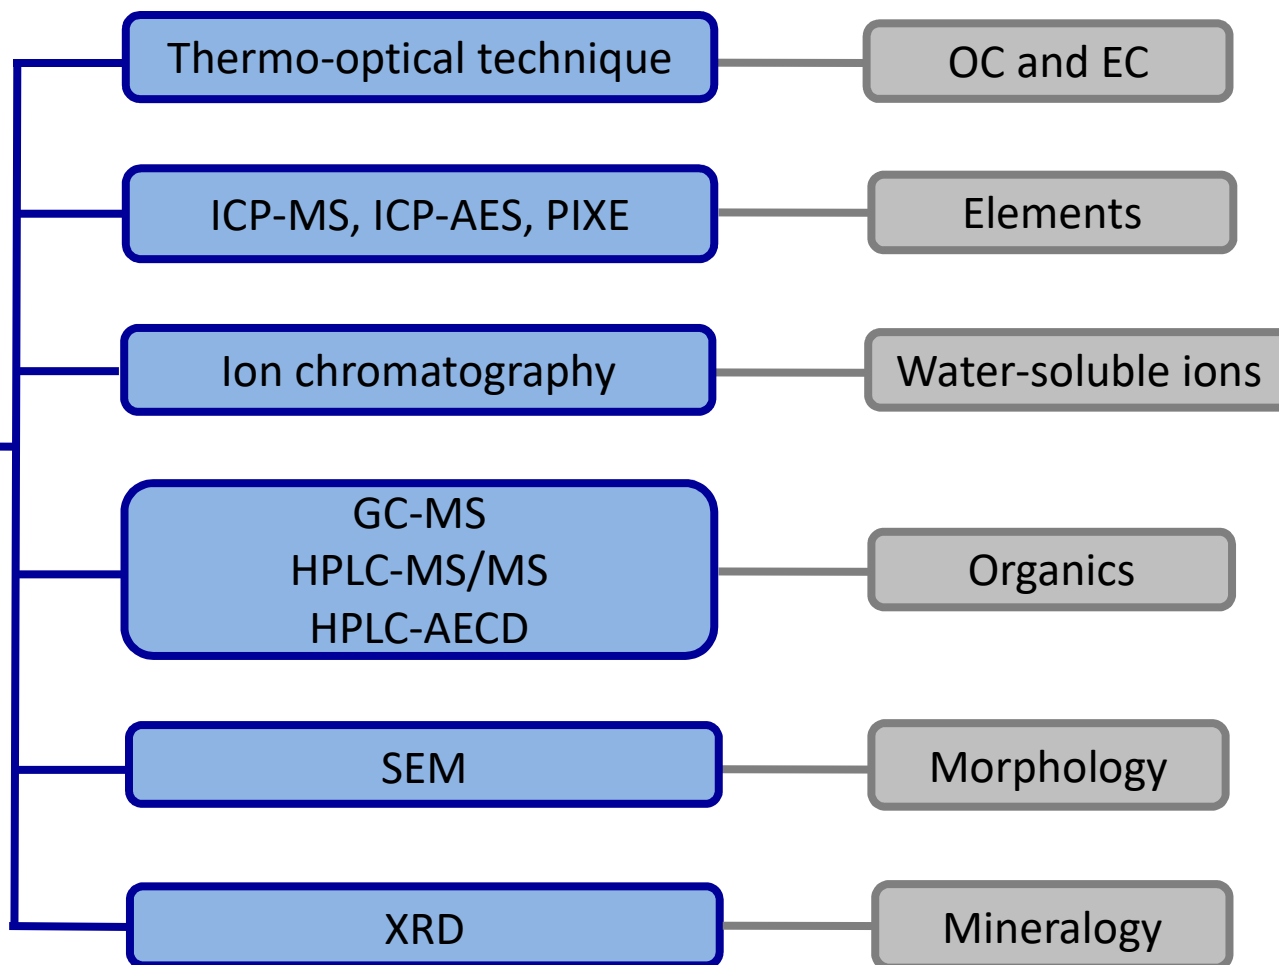 Thermo-optical technique
OC and EC
ICP-MS, ICP-AES, PIXE
Elements
Ion chromatography
Water-soluble ions
GC-MS
HPLC-MS/MS
HPLC-AECD
Organics
SEM
Morphology
XRD
Mineralogy